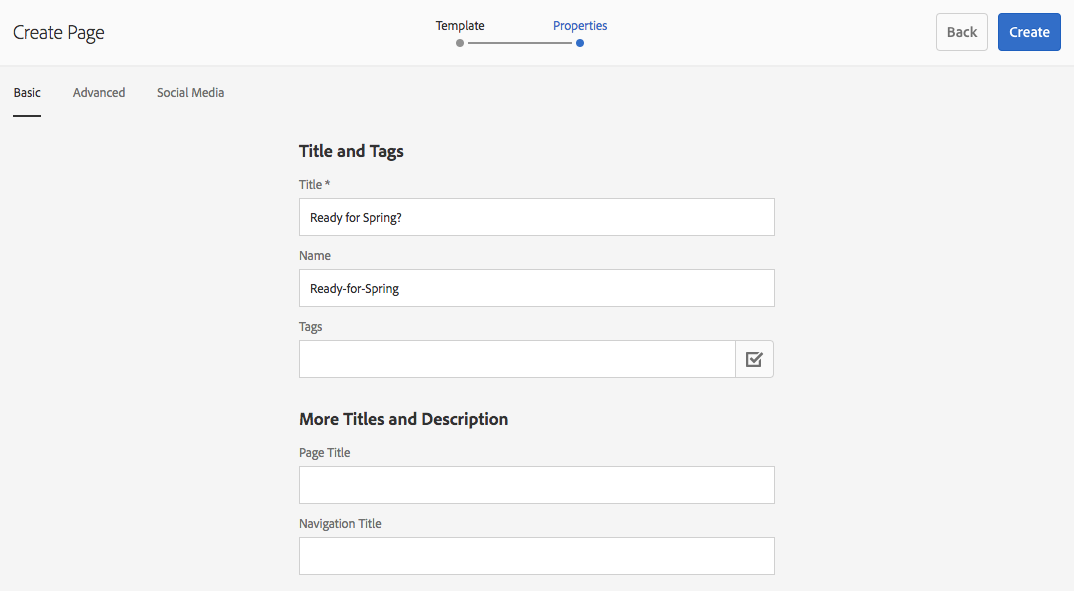 Create Page
Template
Properties
Back
Create
Basic
Advanced
Social Media
Title and Tags
Title *
Ready for Spring?
Name
Ready-for-Spring
Tags
More Titles and Description
Page Title
Navigation Title